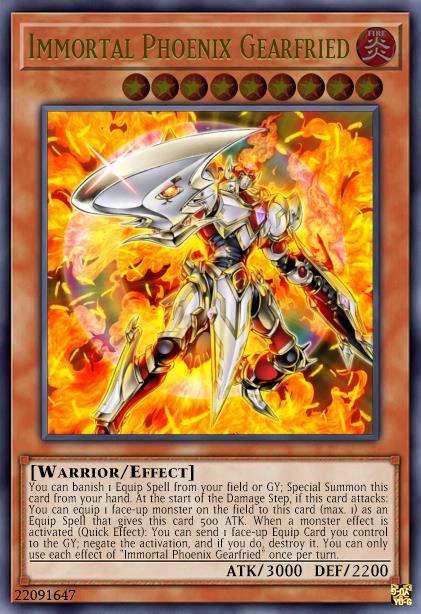 IMMORTAL PHOENIX GEARFRIED
FIRE
炎
[WARRIOR/EFFECT]
You can banish 1 Equip Spell from your field or GY; Special Summon
this card from your hand. At the start of the Damage Step, if this card attacks:
You can equip 1 face-up monster on the field to this card (max. 1) as an
Equip Spell that gives this card 500 ATK. When a monster effect is
activated (Quick Effect): You can send 1 face-up Equip Card you control
to the GY; negate the activation, and if you do, destroy it. You can only
use each effect of "Immortal Phoenix Gearfried" once per turn.
ATK/3000 DEF/2200
22091647